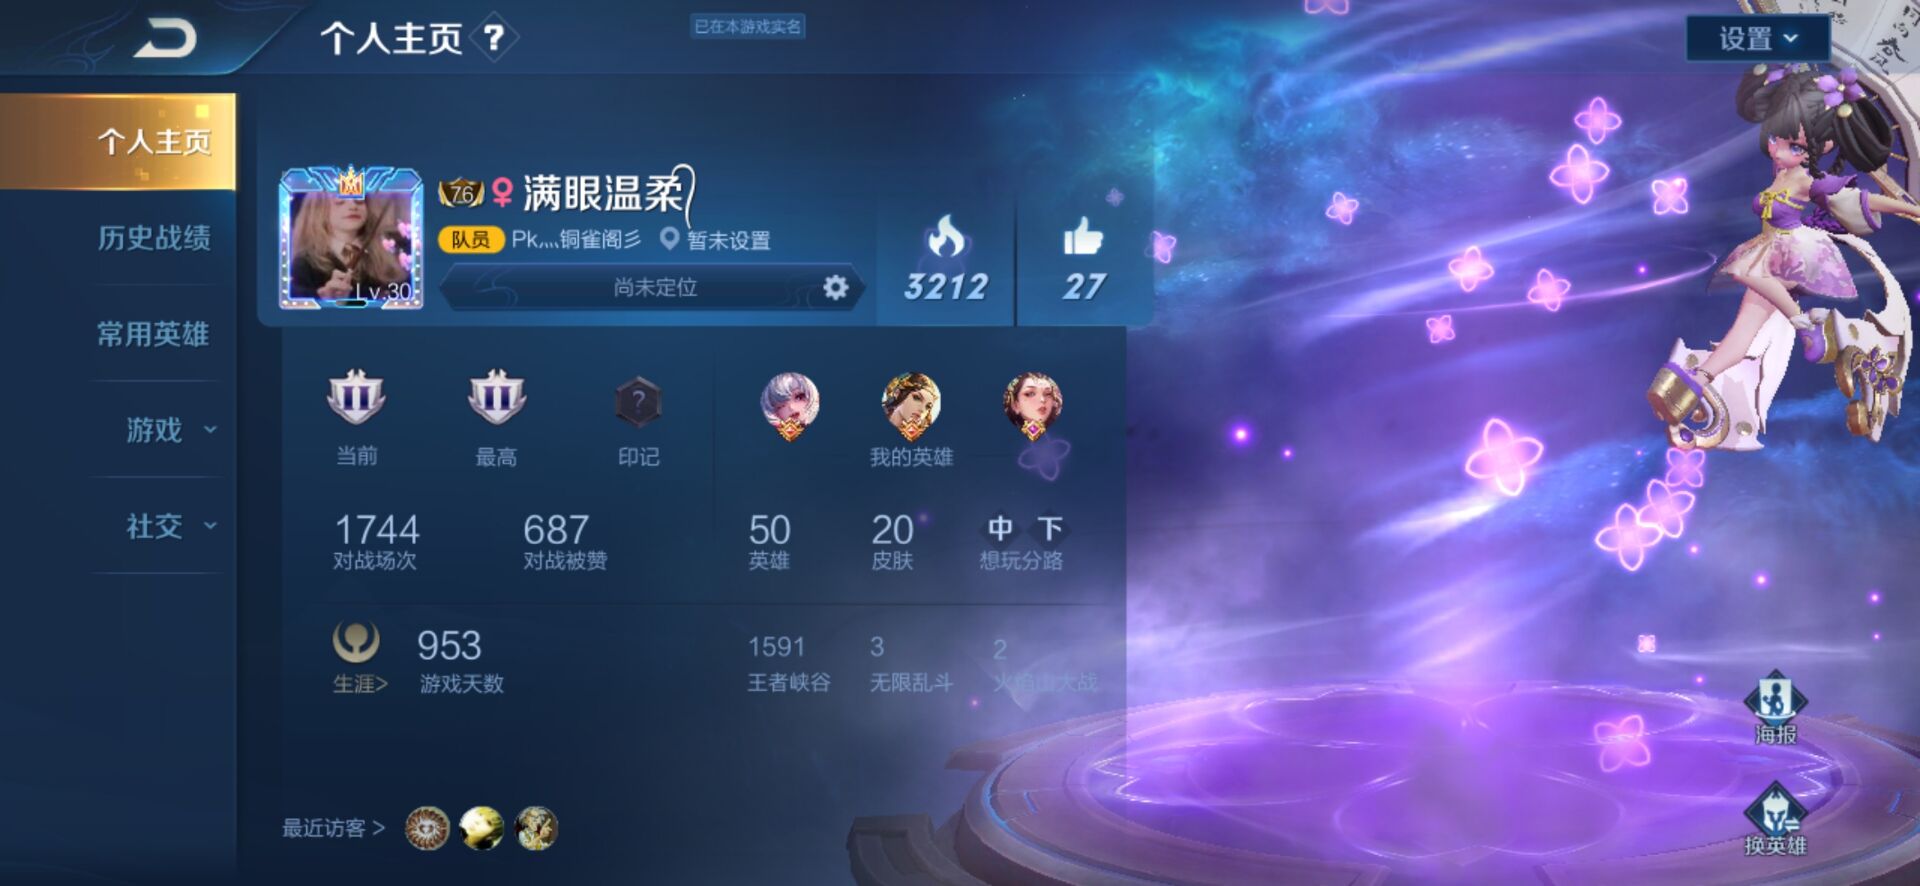 个人主页 ?
已在本游戏实名
设置
个人主页
历史战绩
常用英雄
游戏
社交
76 ♀ 满眼温柔
队员 Pk灬铜雀阁彡 暂未设置
Lv.30
尚未定位
3212
27
当前
最高
?
印记
我的英雄
1744
对战场次
687
对战被赞
50
英雄
20
皮肤
中 下
想玩分路
生涯>
953
游戏天数
1591
王者峡谷
3
无限乱斗
2
火焰山大战
最近访客 >
海报
换英雄